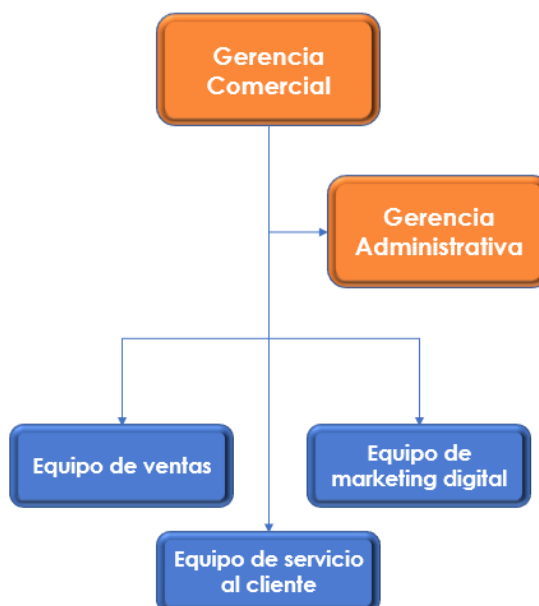 Gerencia
Comercial
Gerencia
Administrativa
Equipo de ventas
Equipo de
marketing digital
Equipo de servicio
al cliente